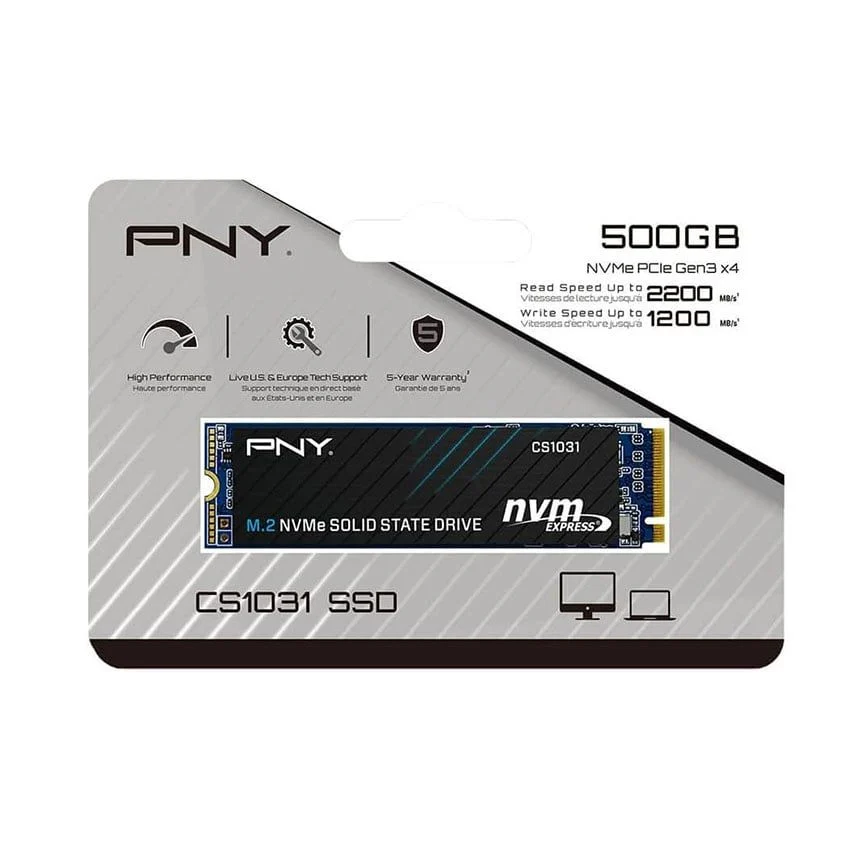 PNY.
500GB
NVMe PCIe Gen3 x4
Read Speed Up to 2200 MB/s¹
Vitesses de lecture jusqu'à
Write Speed Up to 1200 MB/s¹
Vitesses d'écriture jusqu'à
High Performance
Haute performance
Live U.S. & Europe Tech Support
Support technique en direct basé
aux États-Unis et en Europe
5
5-Year Warranty²
Garantie de 5 ans
PNY.
CS1031
M.2 NVMe SOLID STATE DRIVE
nvm
EXPRESS
CS1031 SSD